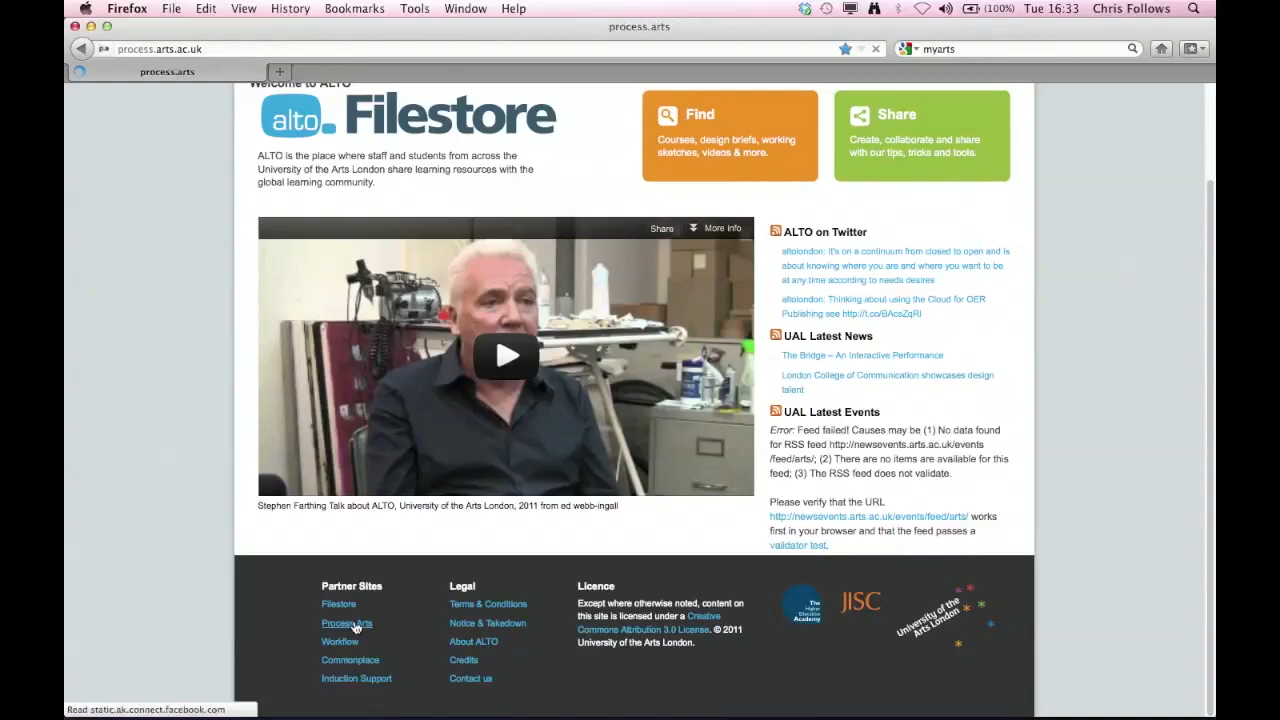 Firefox File Edit View History Bookmarks Tools Window Help (100%) Tue 16:33 Chris Follows
process.arts
process.arts.ac.uk myarts
process.arts
Welcome to ALTO
alto. Filestore
Find
Courses, design briefs, working
sketches, videos & more.
Share
Create, collaborate and share
with our tips, tricks and tools.
ALTO is the place where staff and students from across the
University of the Arts London share learning resources with the
global learning community.
Share More info
Stephen Farthing Talk about ALTO, University of the Arts London, 2011 from ed webb-ingall
ALTO on Twitter
altolondon: It's on a continuum from closed to open and is
about knowing where you are and where you want to be
at any time according to needs desires
altolondon: Thinking about using the Cloud for OER
Publishing see http://t.co/BAcsZqRl
UAL Latest News
The Bridge – An Interactive Performance
London College of Communication showcases design
talent
UAL Latest Events
Error: Feed failed! Causes may be (1) No data found
for RSS feed http://newsevents.arts.ac.uk/events
/feed/arts/; (2) There are no items are available for this
feed; (3) The RSS feed does not validate.
Please verify that the URL
http://newsevents.arts.ac.uk/events/feed/arts/ works
first in your browser and that the feed passes a
validator test.
Partner Sites
Filestore
Process Arts
Workflow
Commonplace
Induction Support
Legal
Terms & Conditions
Notice & Takedown
About ALTO
Credits
Contact us
Licence
Except where otherwise noted, content on
this site is licensed under a Creative
Commons Attribution 3.0 License. © 2011
University of the Arts London.
The
Higher
Education
Academy
JISC
University of the
Arts London
Read static.ak.connect.facebook.com